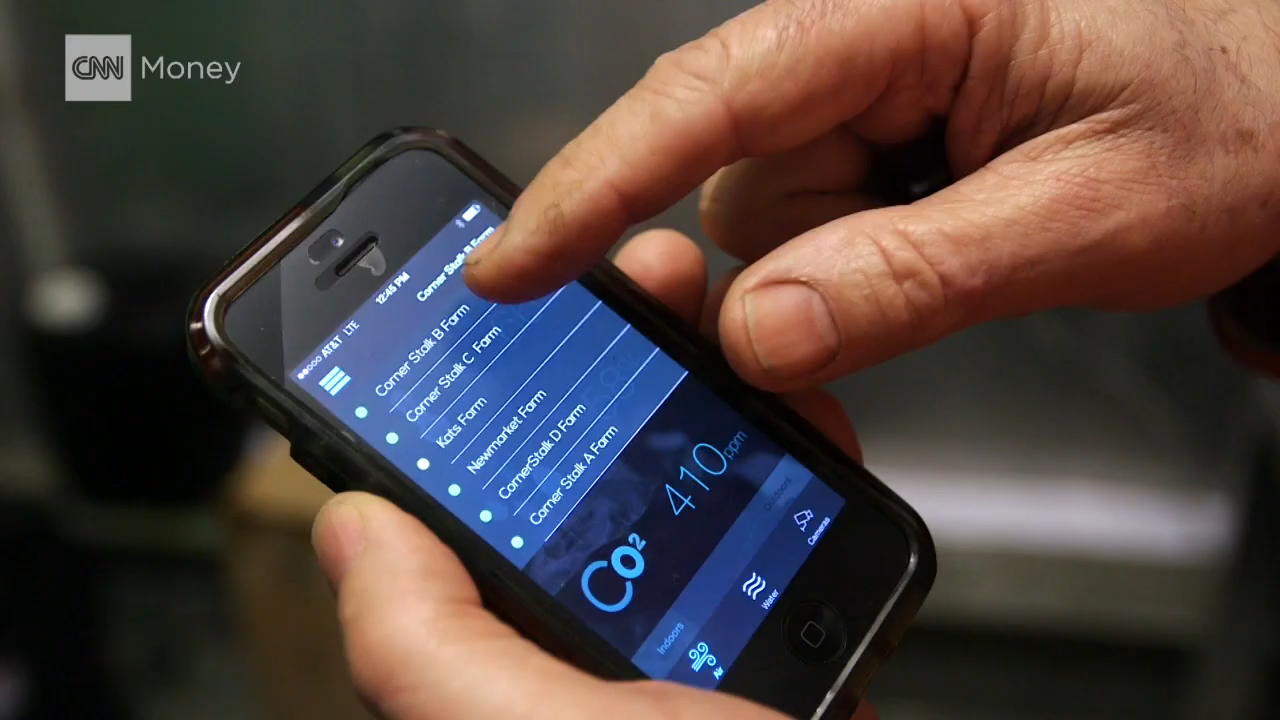 CNN Money
AT&T LTE 12:45 PM
Corner Stalk B Farm
Corner Stalk B Farm
Corner Stalk C Farm
Kats Farm
Newmarket Farm
CornerStalk D Farm
Corner Stalk A Farm
Co2 410 ppm
Indoors Outdoors
Air Water Cameras